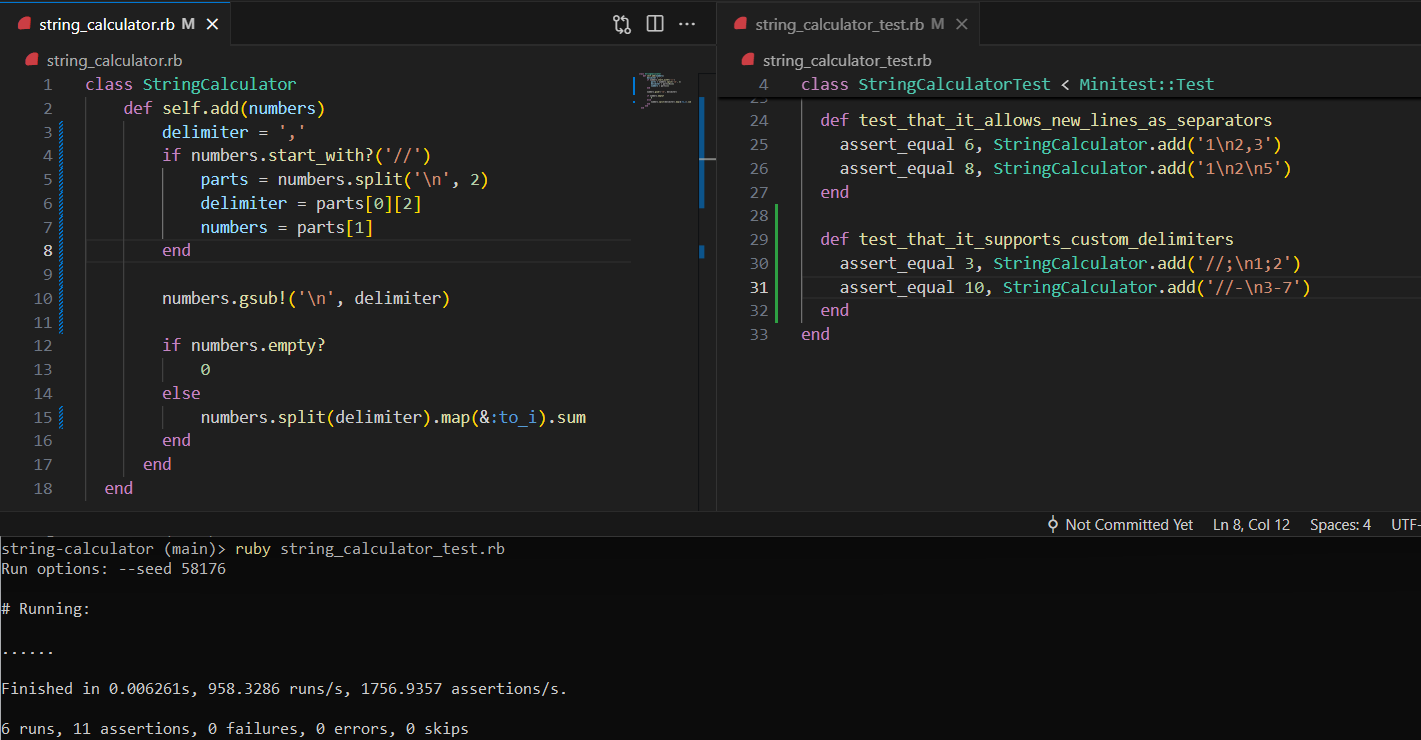 string_calculator.rb M
string_calculator.rb
1 class StringCalculator
2 def self.add(numbers)
3 delimiter = ','
4 if numbers.start_with?('//')
5 parts = numbers.split('\n', 2)
6 delimiter = parts[0][2]
7 numbers = parts[1]
8 end
9
10 numbers.gsub!('\n', delimiter)
11
12 if numbers.empty?
13 0
14 else
15 numbers.split(delimiter).map(&:to_i).sum
16 end
17 end
18 end
string_calculator_test.rb M
string_calculator_test.rb
4 class StringCalculatorTest < Minitest::Test
24 def test_that_it_allows_new_lines_as_separators
25 assert_equal 6, StringCalculator.add('1\n2,3')
26 assert_equal 8, StringCalculator.add('1\n2\n5')
27 end
28
29 def test_that_it_supports_custom_delimiters
30 assert_equal 3, StringCalculator.add('//;\n1;2')
31 assert_equal 10, StringCalculator.add('//-\n3-7')
32 end
33 end
Not Committed Yet Ln 8, Col 12 Spaces: 4 UTF-
string-calculator (main)> ruby string_calculator_test.rb
Run options: --seed 58176
# Running:
......
Finished in 0.006261s, 958.3286 runs/s, 1756.9357 assertions/s.
6 runs, 11 assertions, 0 failures, 0 errors, 0 skips